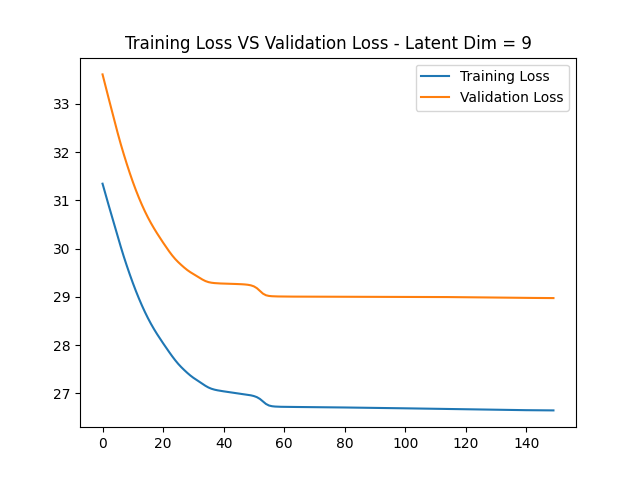 Training Loss VS Validation Loss - Latent Dim = 9
Training Loss
Validation Loss
33
32
31
30
29
28
27
0 20 40 60 80 100 120 140